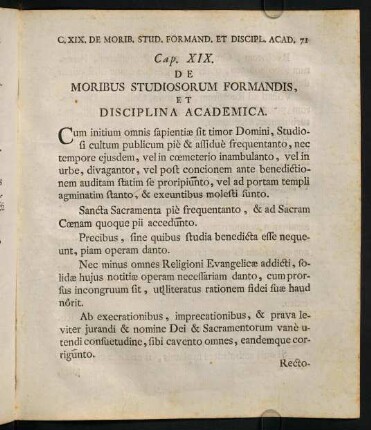 C. XIX. DE MORIB. STUD. FORMAND. ET DISCIPL. ACAD. 71
Cap. XIX.
DE
MORIBUS STUDIOSORUM FORMANDIS,
ET
DISCIPLINA ACADEMICA.
Cum initium omnis sapientiæ sit timor Domini, Studio-
si cultum publicum piè & assiduè frequentanto, nec
tempore ejusdem, vel in cœmeterio inambulanto, vel in
urbe, divagantor, vel post concionem ante benedictio-
nem auditam statim se proripiunto, vel ad portam templi
agminatim stanto, & exeuntibus molesti sunto.
Sancta Sacramenta piè frequentanto, & ad Sacram
Cœnam quoque pii accedunto.
Precibus, sine quibus studia benedicta esse neque-
unt, piam operam danto.
Nec minus omnes Religioni Evangelicæ addicti, so-
lidæ hujus notitiæ operam necessariam danto, cum pror-
sus incongruum sit, ut literatus rationem fidei suæ haud
nôrit.
Ab execrationibus, imprecationibus, & prava le-
viter jurandi & nomine Dei & Sacramentorum vanè u-
tendi consuetudine, sibi cavento omnes, eandemque cor-
rigunto.
Recto-